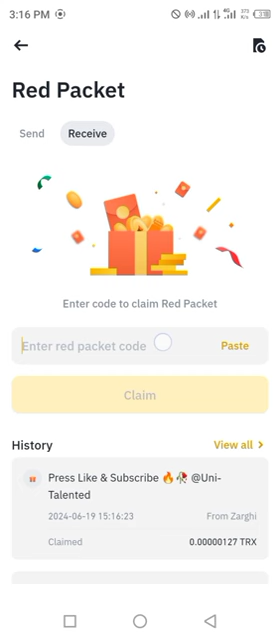 3:16 PM
Red Packet
Send Receive
Enter code to claim Red Packet
Enter red packet code Paste
Claim
History View all >
Press Like & Subscribe 🔥🥀 @Uni-
Talented
2024-06-19 15:16:23 From Zarghi
Claimed 0.00000127 TRX